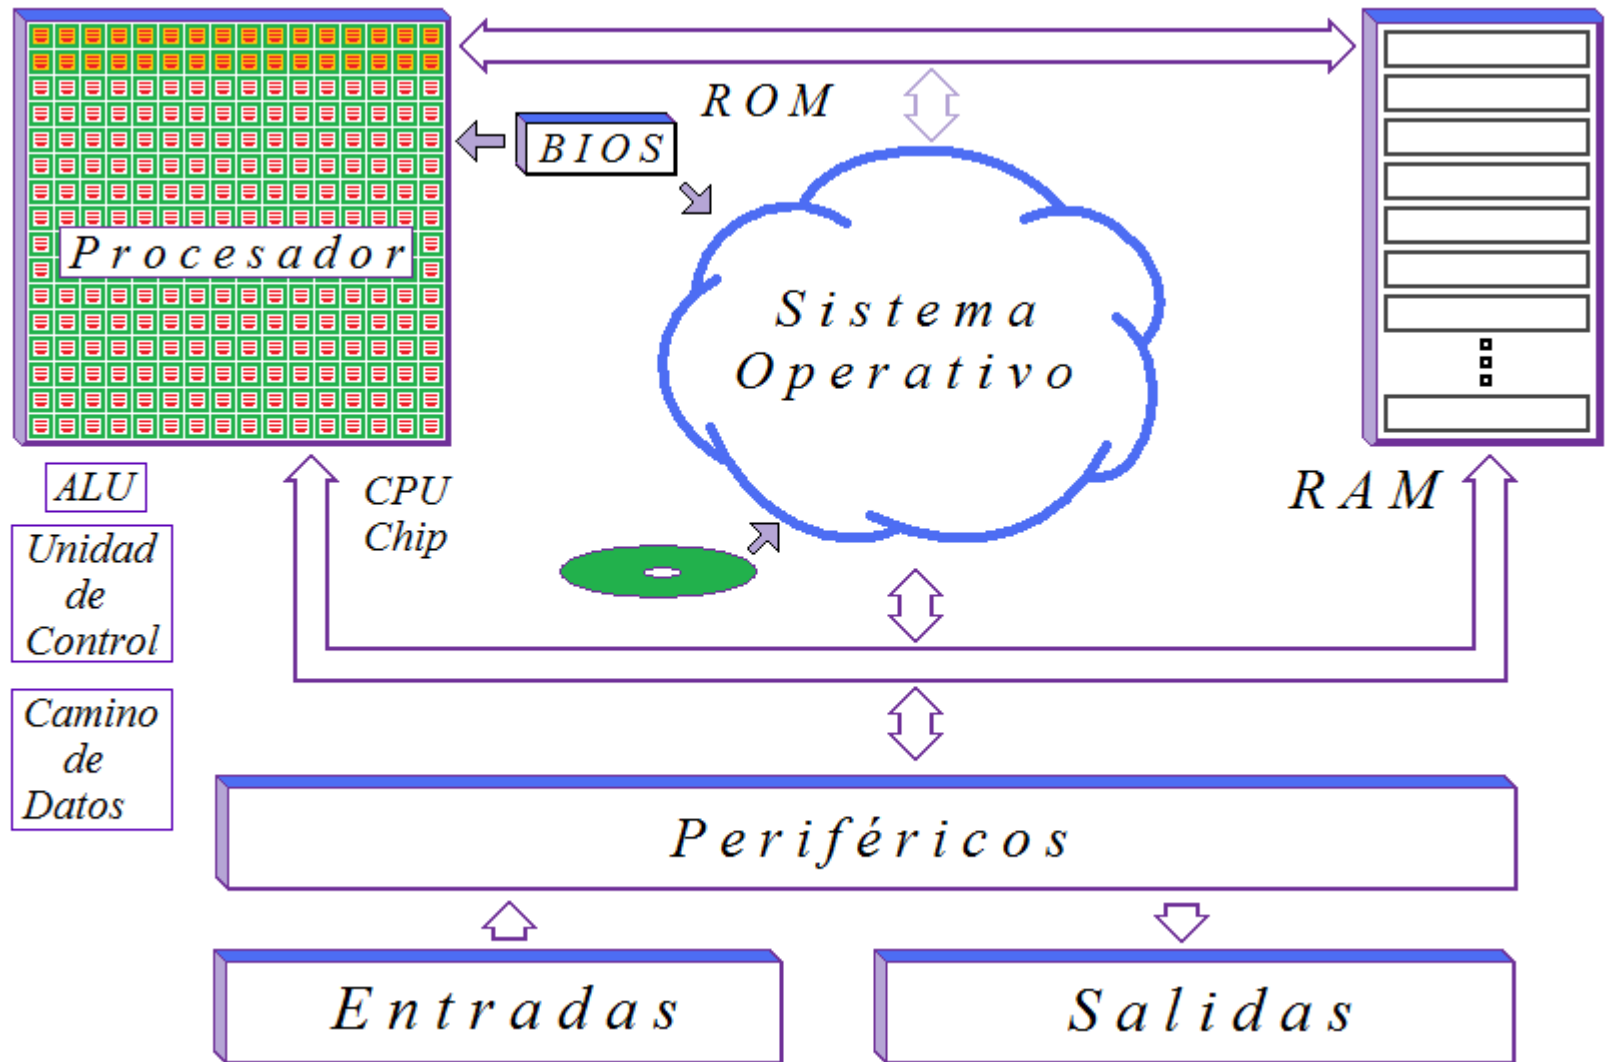 ROM
BIOS
Procesador
Sistema
Operativo
ALU
CPU
Chip
RAM
Unidad
de
Control
Camino
de
Datos
Periféricos
Entradas
Salidas